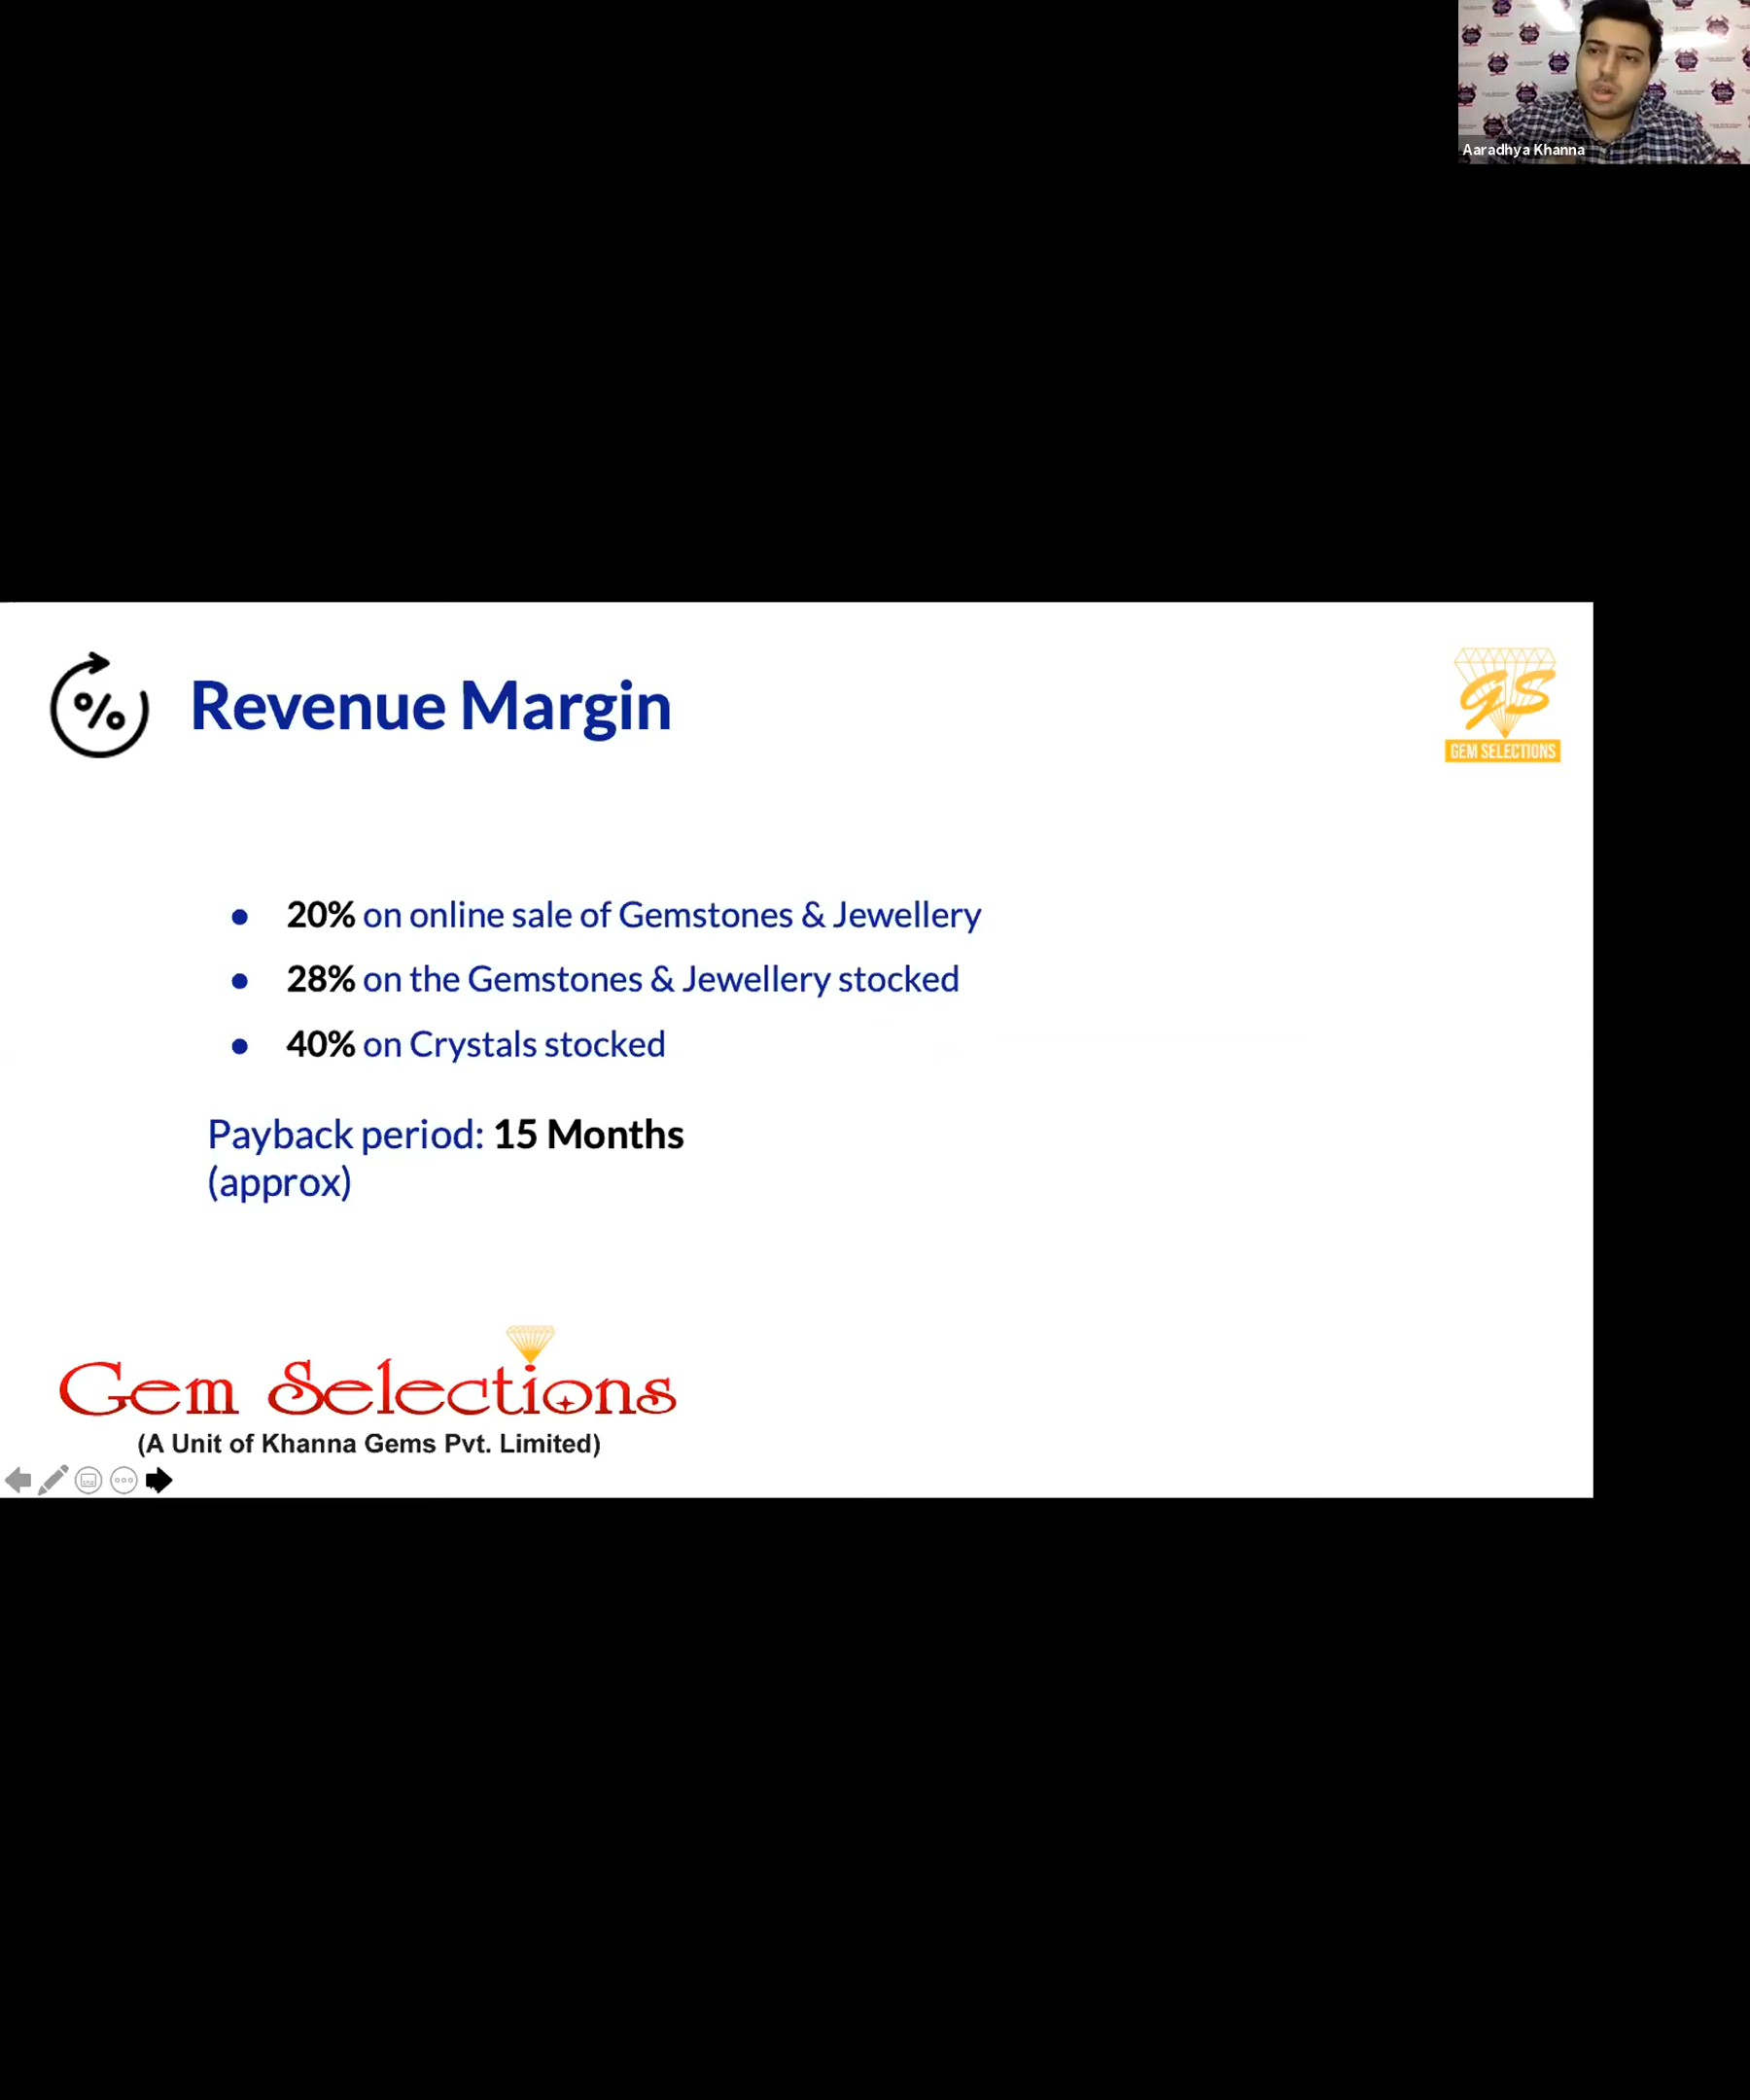 Aaradhya Khanna
%
Revenue Margin
GS
GEM SELECTIONS
● 20% on online sale of Gemstones & Jewellery
● 28% on the Gemstones & Jewellery stocked
● 40% on Crystals stocked
Payback period: 15 Months
(approx)
Gem Selections
(A Unit of Khanna Gems Pvt. Limited)